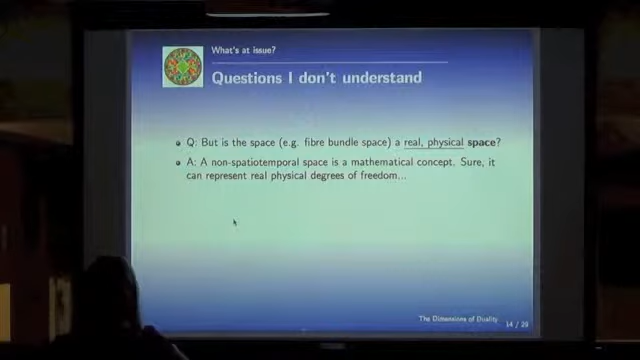 What's at issue?
Questions I don't understand
Q: But is the space (e.g. fibre bundle space) a real, physical space?
A: A non-spatiotemporal space is a mathematical concept. Sure, it
can represent real physical degrees of freedom...
The Dimensions of Duality
14 / 29